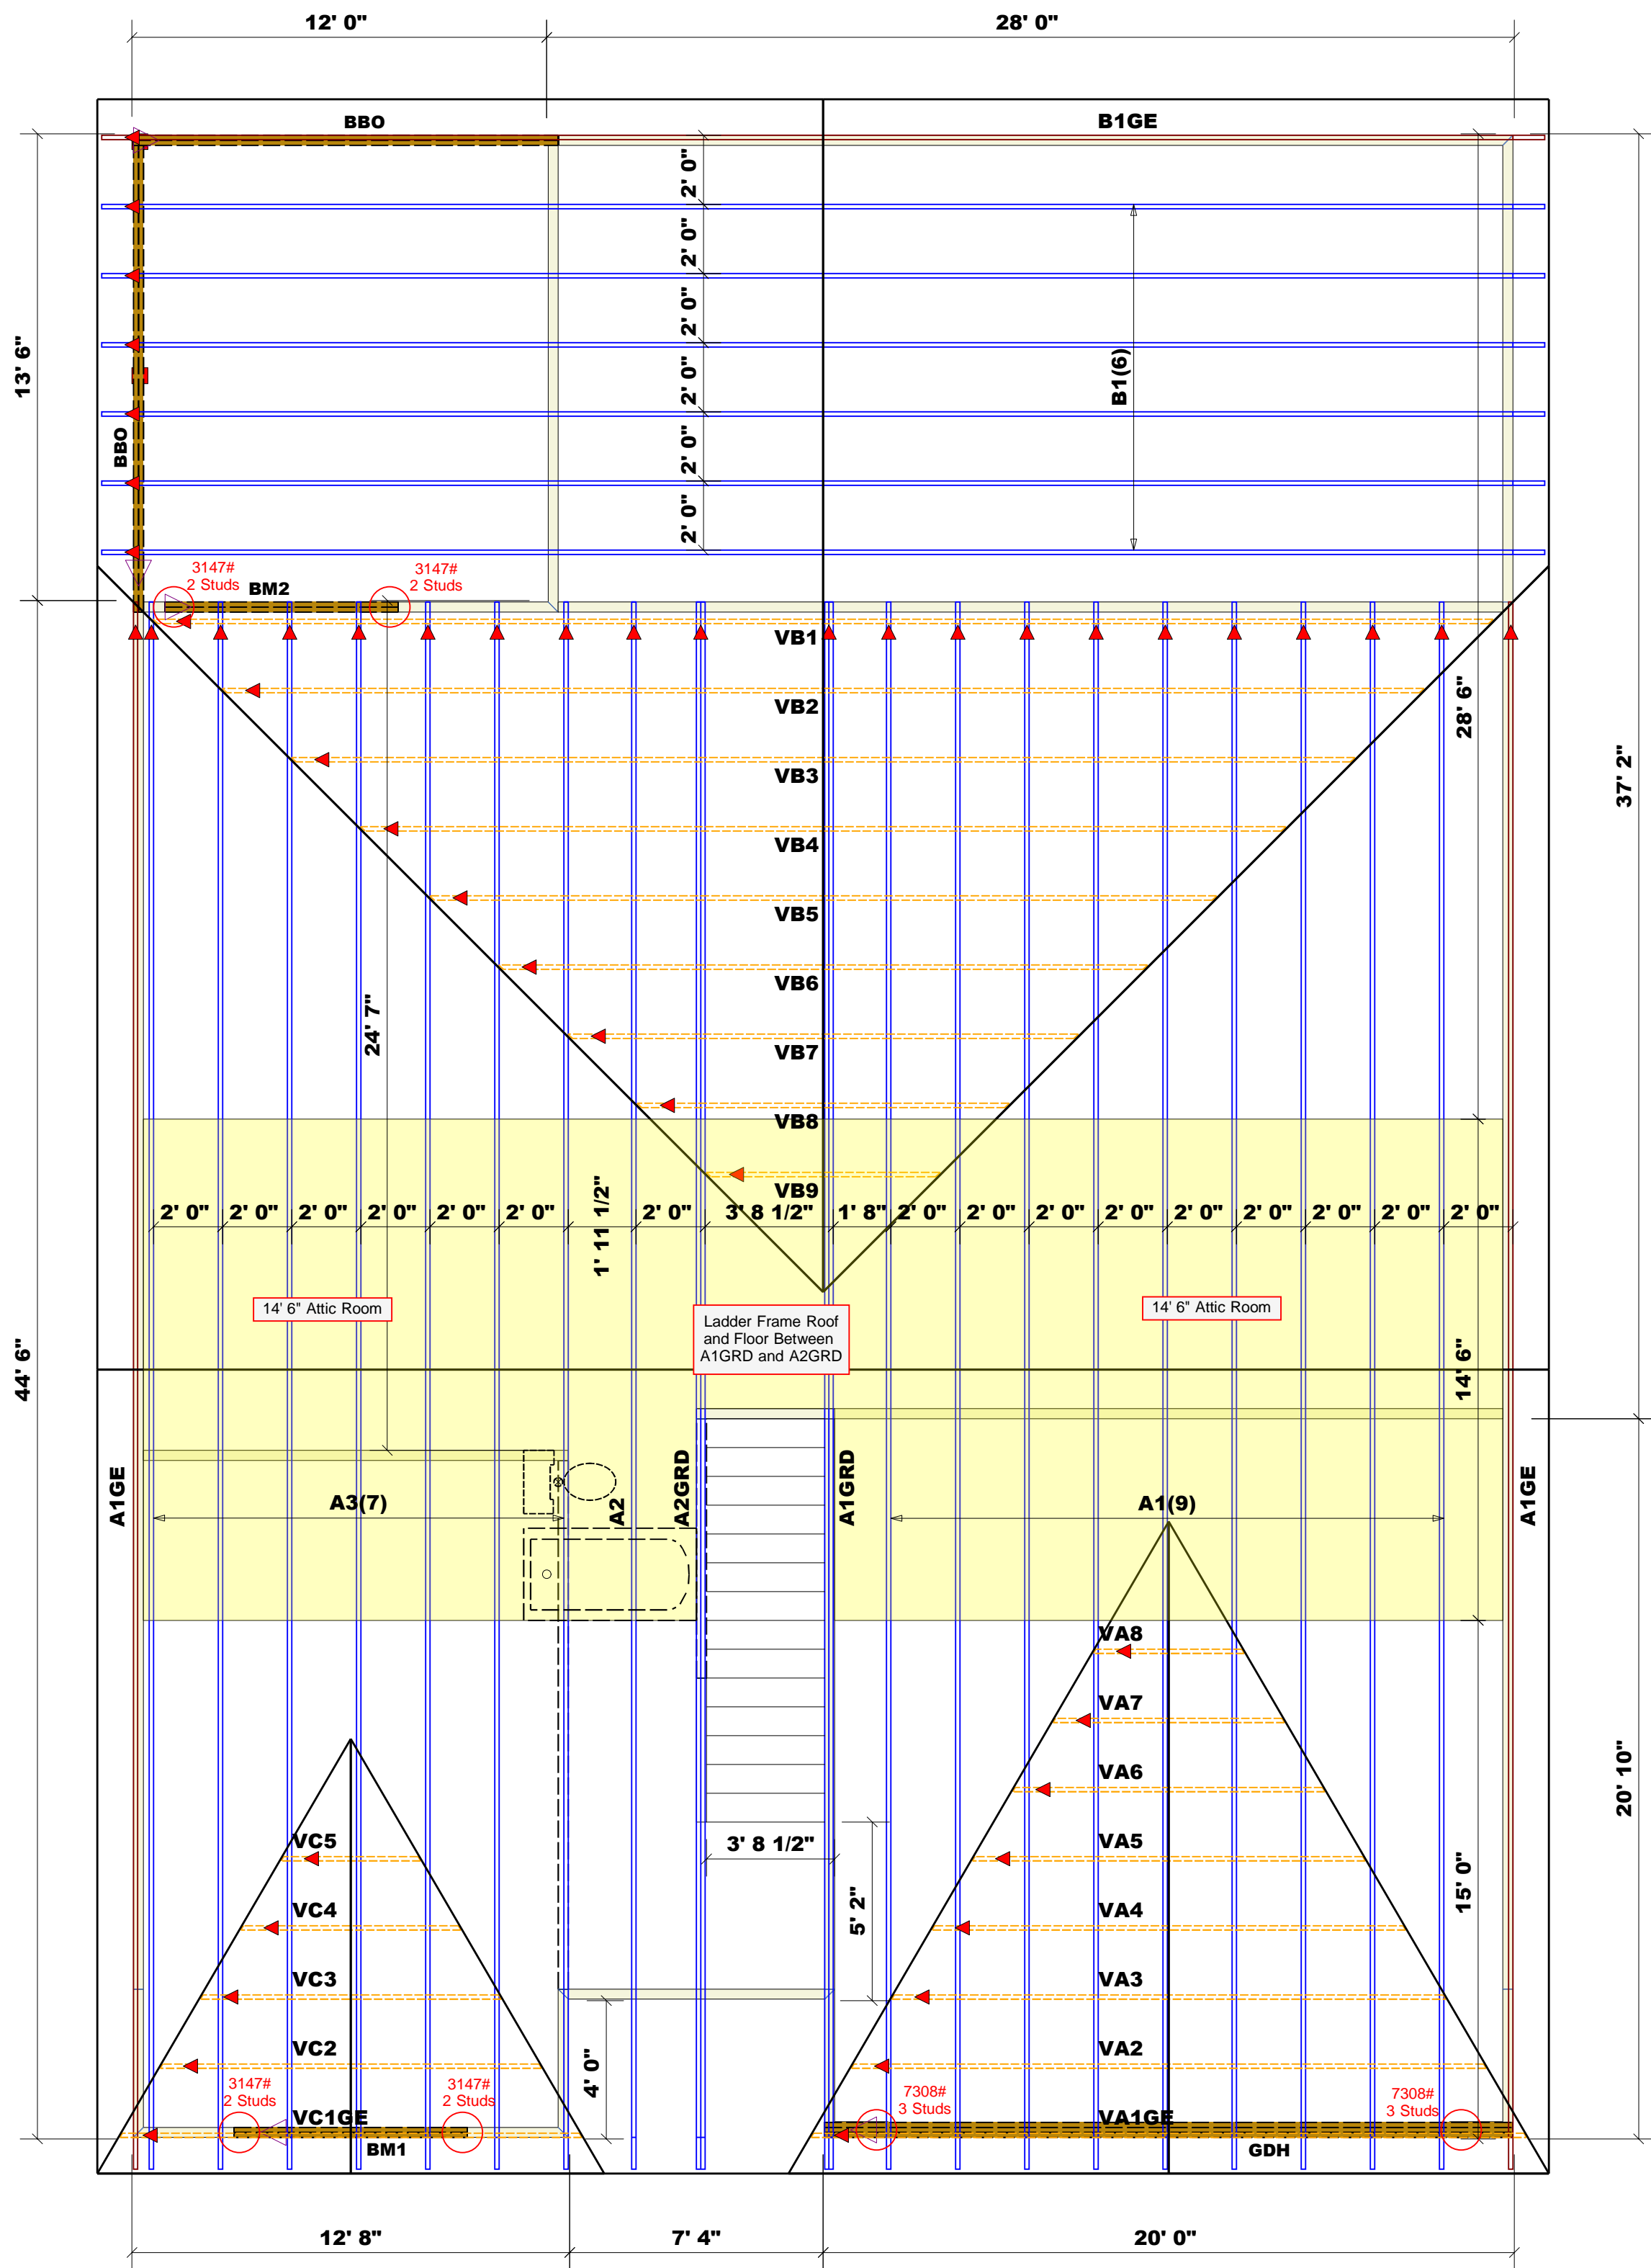 12' 0"
28' 0"
BBO
B1GE
2' 0"
2' 0"
2' 0"
2' 0"
2' 0"
2' 0"
13' 6"
B1(6)
BBO
3147#
2 Studs
3147#
2 Studs
BM2
VB1
VB2
28' 6"
37' 2"
VB3
VB4
VB5
VB6
24' 7"
VB7
VB8
VB9
2' 0"
2' 0"
2' 0"
2' 0"
2' 0"
2' 0"
1' 11 1/2"
2' 0"
3' 8 1/2"
1' 8"
2' 0"
2' 0"
2' 0"
2' 0"
2' 0"
2' 0"
2' 0"
2' 0"
2' 0"
14' 6" Attic Room
14' 6" Attic Room
Ladder Frame Roof
and Floor Between
A1GRD and A2GRD
44' 6"
14' 6"
A1GE
A3(7)
A2
A2GRD
A1GRD
A1(9)
A1GE
VA8
VA7
VA6
20' 10"
VC5
3' 8 1/2"
VA5
5' 2"
15' 0"
VC4
VA4
VC3
VA3
VC2
VA2
4' 0"
3147#
2 Studs
3147#
2 Studs
7308#
3 Studs
7308#
3 Studs
VC1GE
VA1GE
BM1
GDH
12' 8"
7' 4"
20' 0"